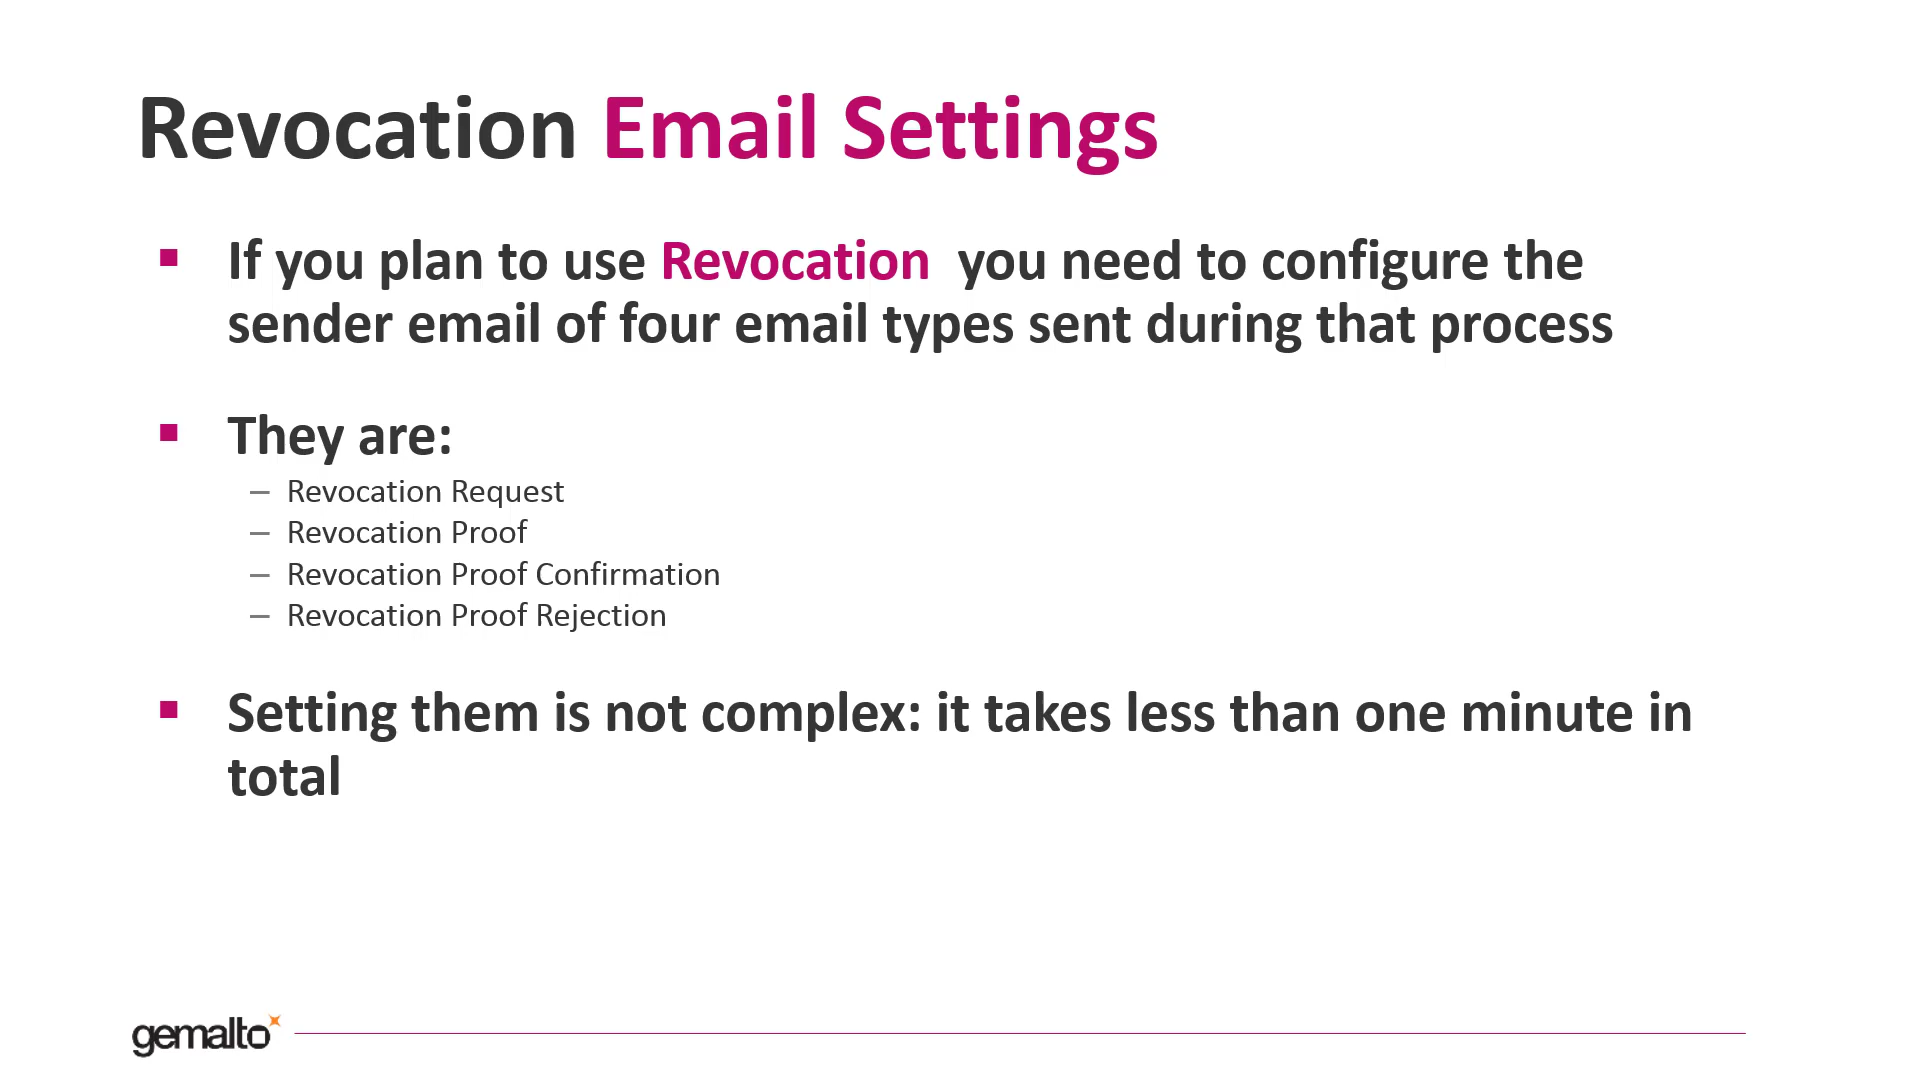 Revocation Email Settings
▪ If you plan to use Revocation  you need to configure the
sender email of four email types sent during that process
▪ They are:
– Revocation Request
– Revocation Proof
– Revocation Proof Confirmation
– Revocation Proof Rejection
▪ Setting them is not complex: it takes less than one minute in
total
gemalto